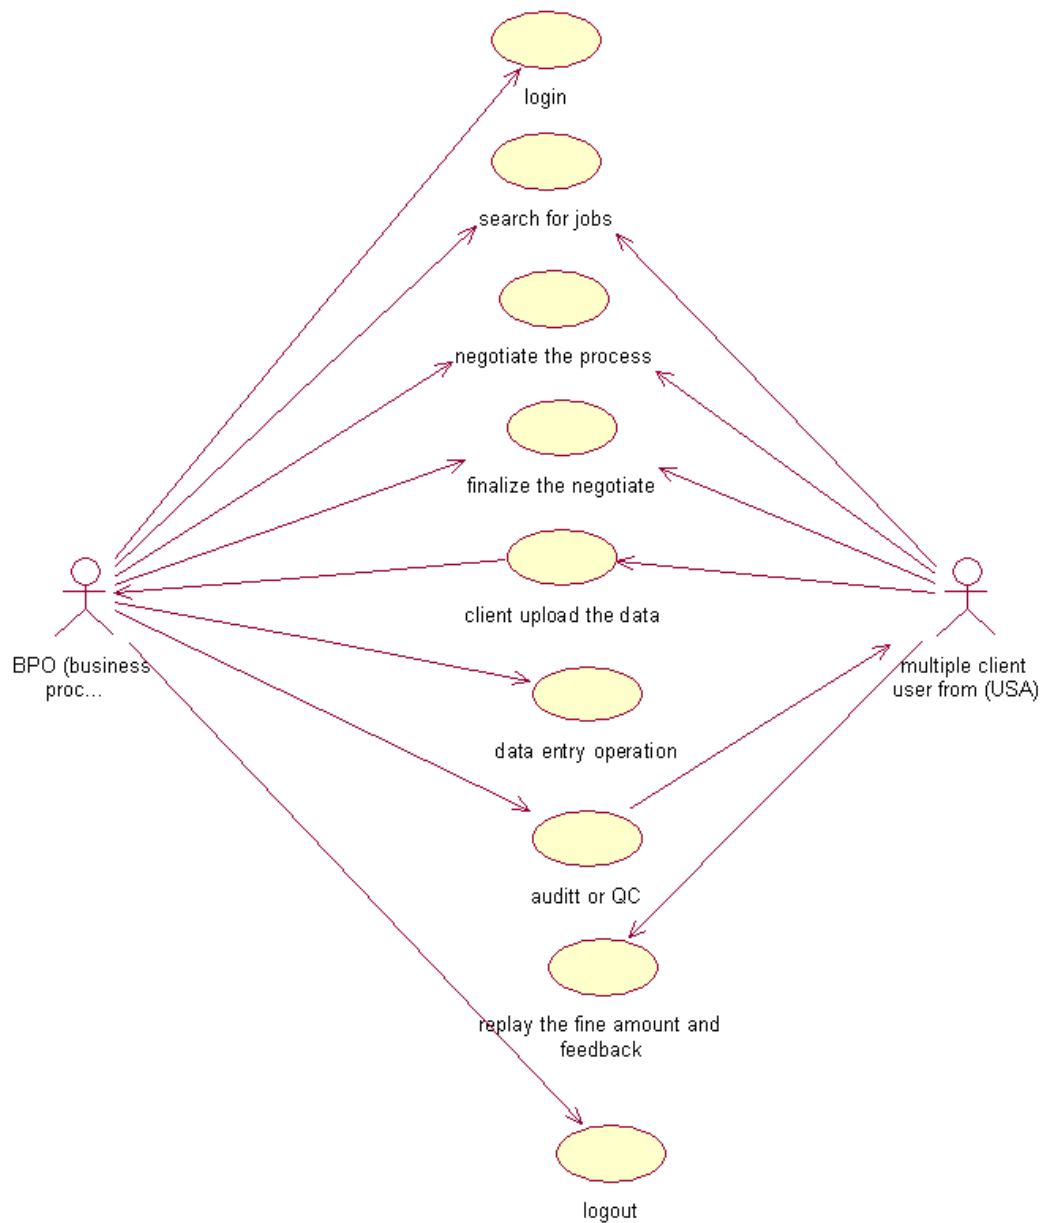 login
search for jobs
negotiate the process
finalize the negotiate
client upload the data
BPO (business
proc...
multiple client
user from (USA)
data entry operation
auditt or QC
replay the fine amount and
feedback
logout